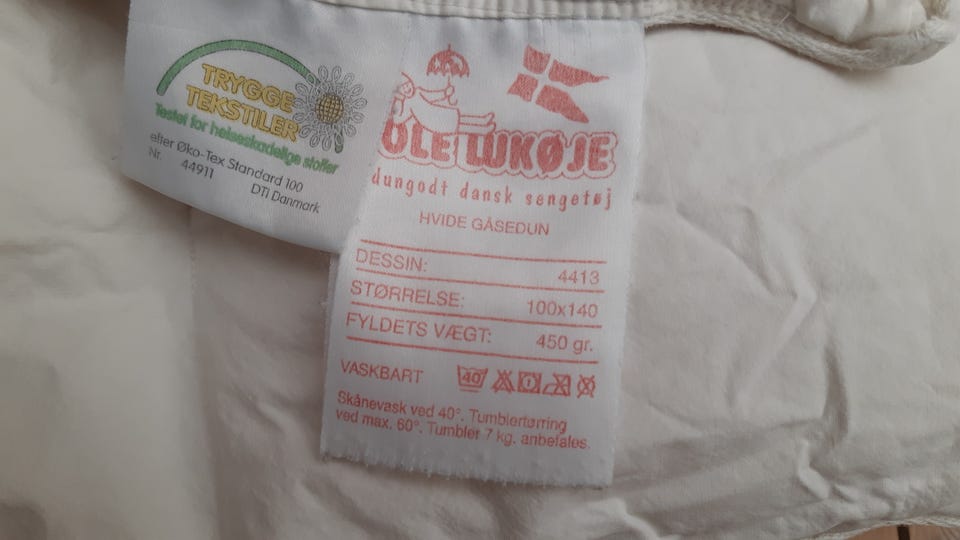 TRYGGE
TEKSTILER
Testet for helseskadelige stoffer
efter Øko-Tex Standard 100
Nr. 44911 DTI Danmark
OLE LUKØJE
dungodt dansk sengetøj
HVIDE GÅSEDUN
DESSIN: 4413
STØRRELSE: 100x140
FYLDETS VÆGT: 450 gr.
VASKBART 40
Skånevask ved 40°. Tumblertørring
ved max. 60°. Tumbler 7 kg. anbefales.